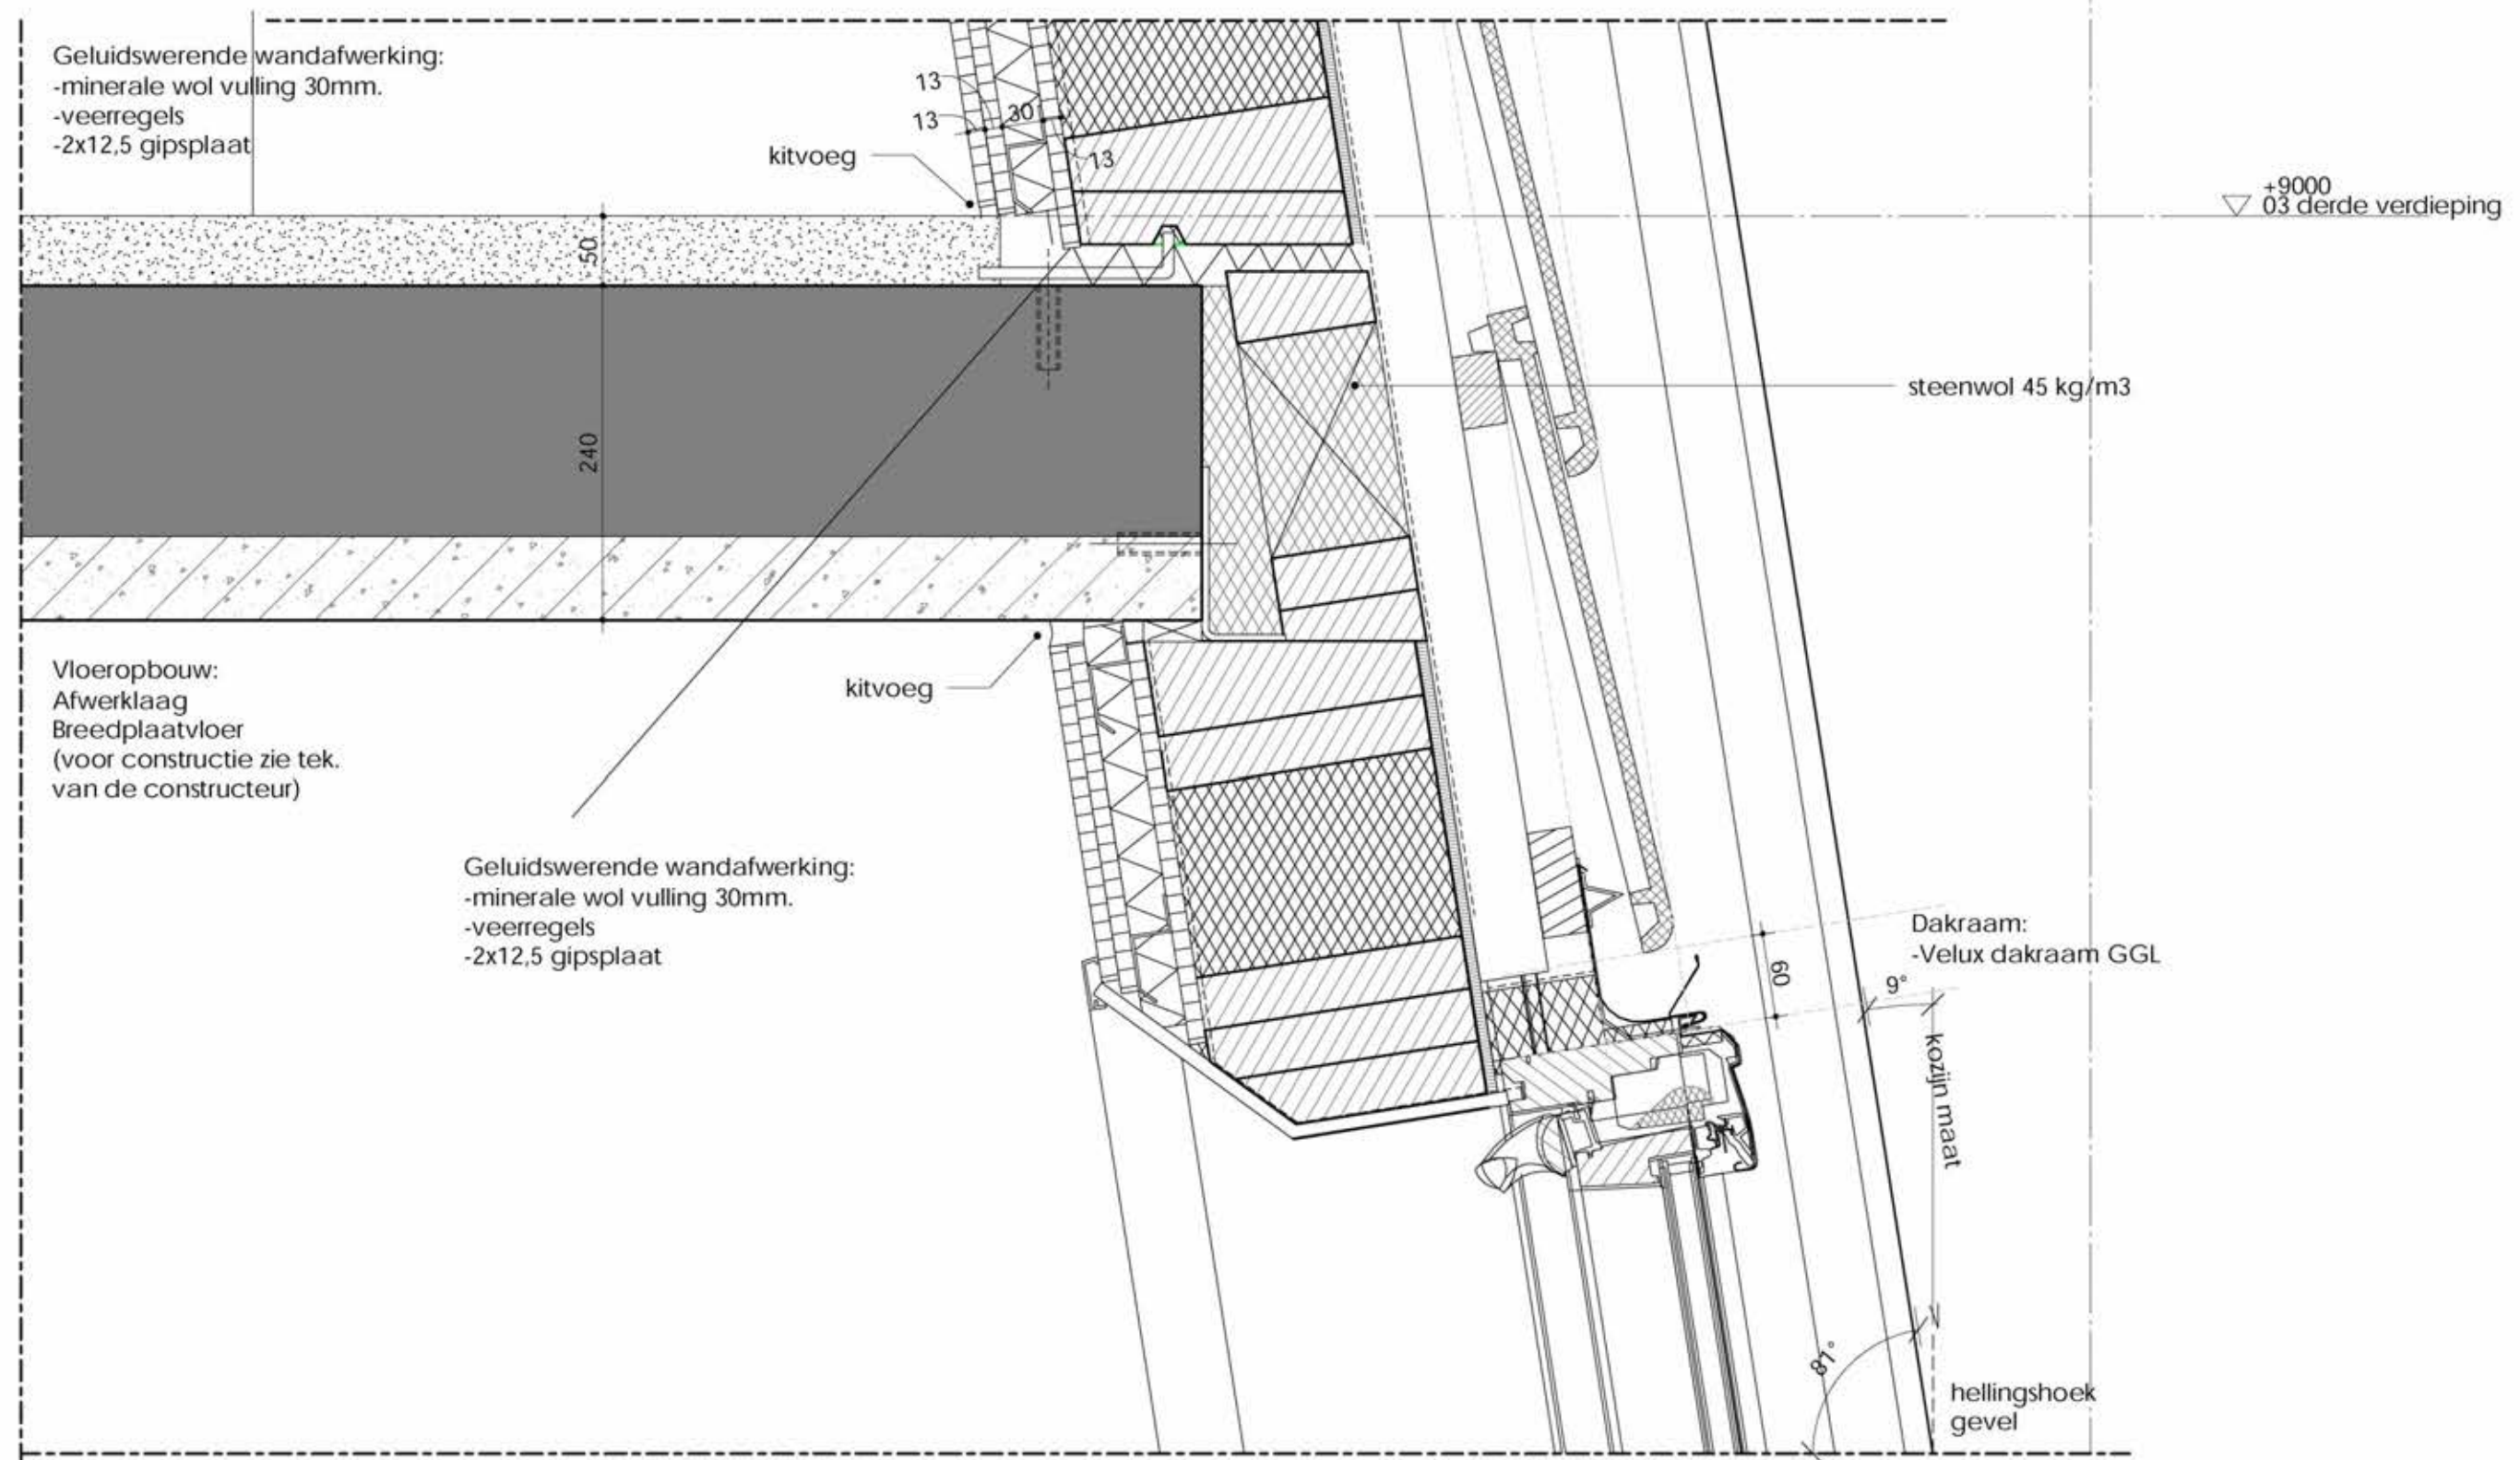 Geluidswerende wandafwerking:
-minerale wol vulling 30mm.
-veerregels
-2x12,5 gipsplaat
13
13
30
13
kitvoeg
+9000
03 derde verdieping
50
240
steenwol 45 kg/m3
kitvoeg
Vloeropbouw:
Afwerklaag
Breedplaatvloer
(voor constructie zie tek.
van de constructeur)
Geluidswerende wandafwerking:
-minerale wol vulling 30mm.
-veerregels
-2x12,5 gipsplaat
Dakraam:
-Velux dakraam GGL
60
9°
kozijn maat
81°
hellingshoek
gevel